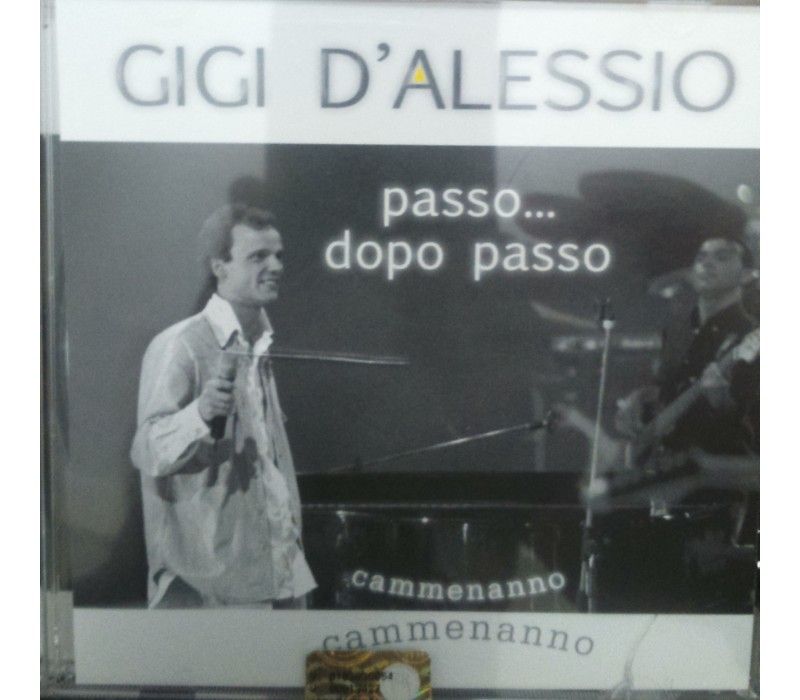 GIGI D'ALESSIO
passo...
dopo passo
cammenanno
cammenanno